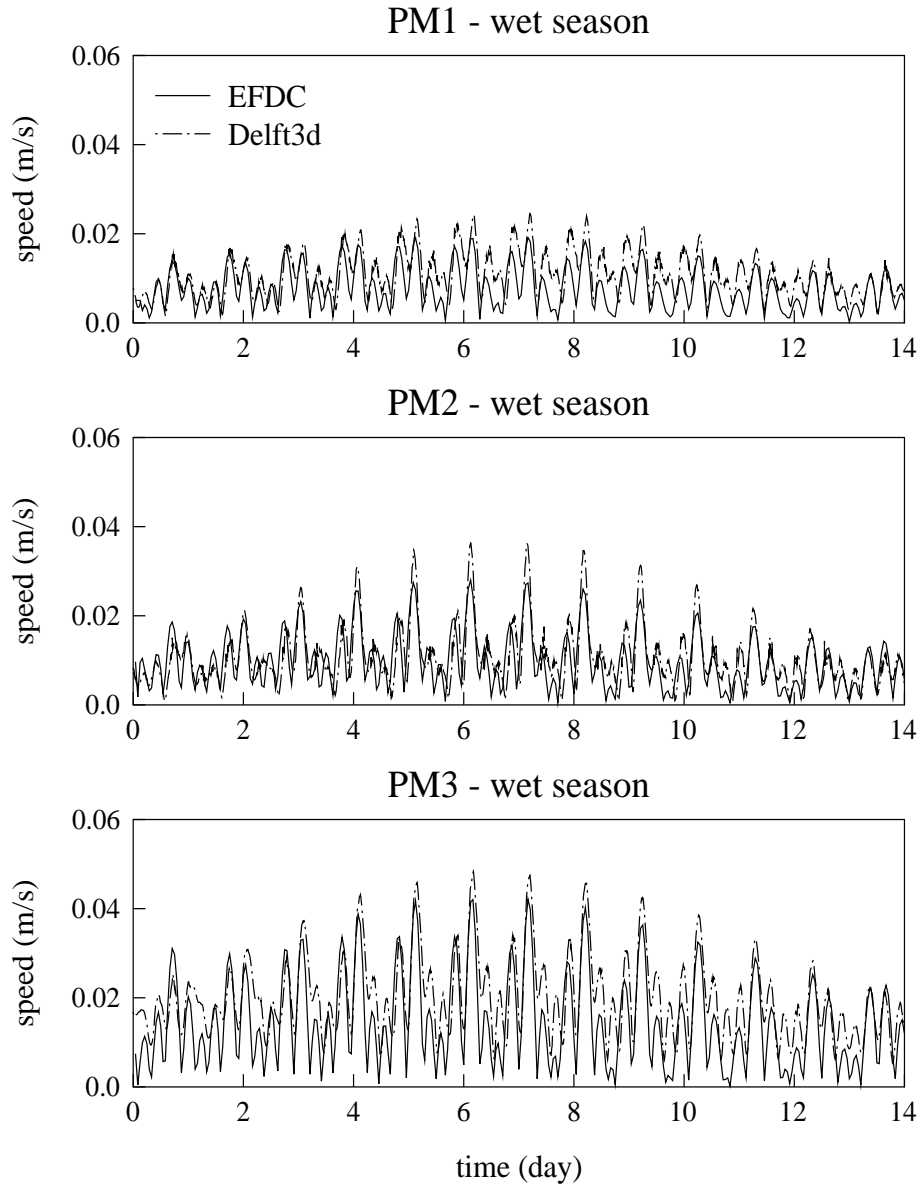 PM1 - wet season
0.06
EFDC
Delft3d
0.04
speed (m/s)
0.02
0.0
0 2 4 6 8 10 12 14
PM2 - wet season
0.06
0.04
speed (m/s)
0.02
0.0
0 2 4 6 8 10 12 14
PM3 - wet season
0.06
0.04
speed (m/s)
0.02
0.0
0 2 4 6 8 10 12 14
time (day)